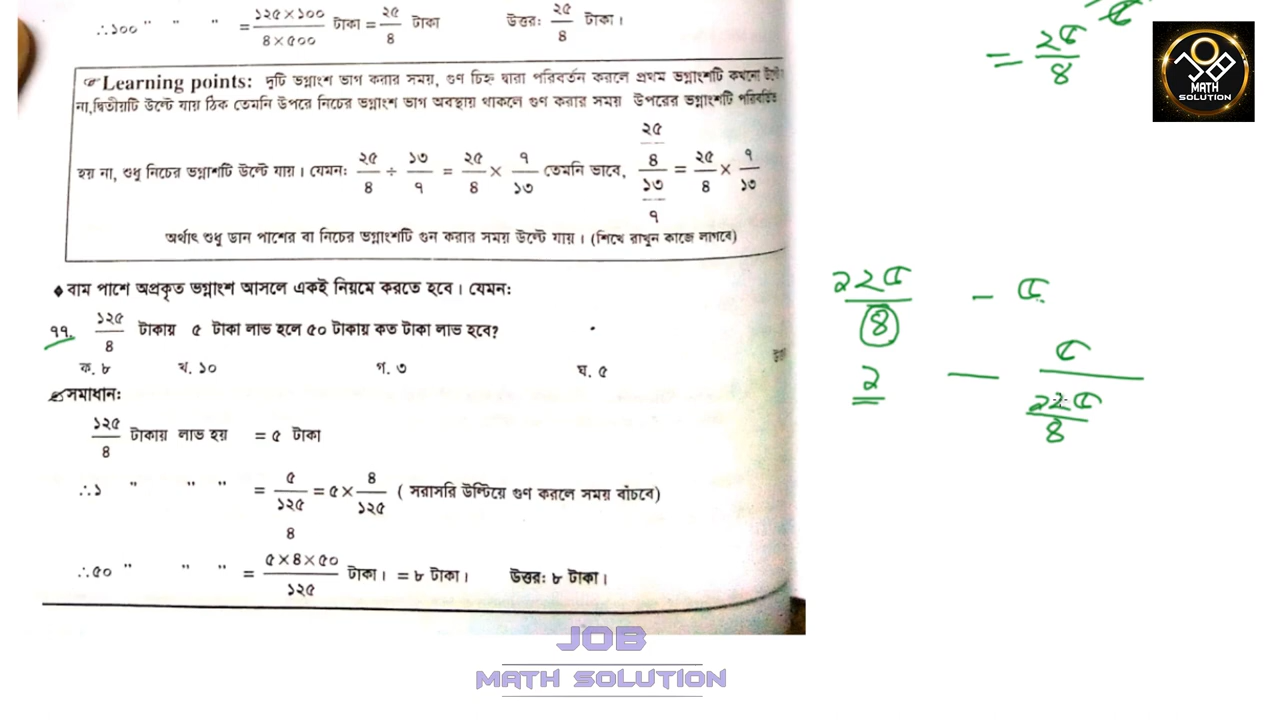 ∴১০০ " " " = ১২৫×১০০/৪×৫০০ টাকা = ২৫/৪ টাকা উত্তর: ২৫/৪ টাকা।
☞ Learning points: দুটি ভগ্নাংশ ভাগ করার সময়, গুণ চিহ্ন দ্বারা পরিবর্তন করলে প্রথম ভগ্নাংশটি কখনো
না,দ্বিতীয়টি উল্টে যায় ঠিক তেমনি উপরে নিচের ভগ্নাংশ ভাগ অবস্থায় থাকলে গুণ করার সময় উপরের ভগ্নাংশটি পরিবর্তিত
হয় না, শুধু নিচের ভগ্নাশটি উল্টে যায়। যেমন: ২৫/৪ ÷ ১৩/৭ = ২৫/৪ × ৭/১৩ তেমনি ভাবে, ২৫/৪/১৩/৭ = ২৫/৪ × ৭/১৩
অর্থাৎ শুধু ডান পাশের বা নিচের ভগ্নাংশটি গুন করার সময় উল্টে যায়। (শিখে রাখুন কাজে লাগবে)
♦ বাম পাশে অপ্রকৃত ভগ্নাংশ আসলে একই নিয়মে করতে হবে। যেমন:
৭৭. ১২৫/৪ টাকায় ৫ টাকা লাভ হলে ৫০ টাকায় কত টাকা লাভ হবে?
ক. ৮ খ. ১০ গ. ৩ ঘ. ৫
সমাধান:
১২৫/৪ টাকায় লাভ হয় = ৫ টাকা
∴১ " " " = ৫/১২৫/৪ = ৫ × ৪/১২৫ ( সরাসরি উল্টিয়ে গুণ করলে সময় বাঁচবে)
∴৫০ " " " = ৫×৪×৫০/১২৫ টাকা। = ৮ টাকা। উত্তর: ৮ টাকা।
= ২৫/৪
১২৫/৪ – ৫
১ — ৫/১২৫/৪
JOB
MATH SOLUTION
JOB
MATH
SOLUTION